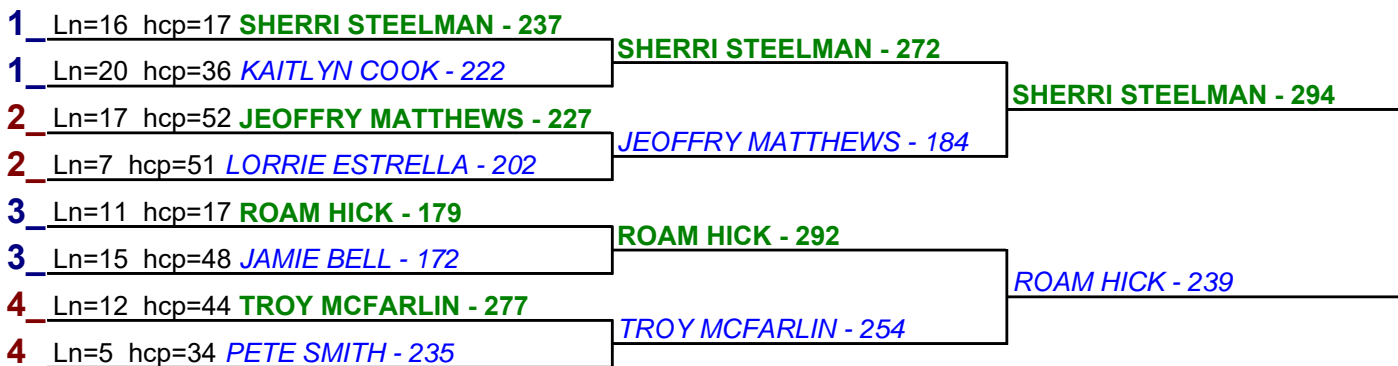 1_ Ln=16 hcp=17 SHERRI STEELMAN - 237
SHERRI STEELMAN - 272
1_ Ln=20 hcp=36 KAITLYN COOK - 222
SHERRI STEELMAN - 294
2_ Ln=17 hcp=52 JEOFFRY MATTHEWS - 227
JEOFFRY MATTHEWS - 184
2_ Ln=7 hcp=51 LORRIE ESTRELLA - 202
3_ Ln=11 hcp=17 ROAM HICK - 179
ROAM HICK - 292
3_ Ln=15 hcp=48 JAMIE BELL - 172
ROAM HICK - 239
4_ Ln=12 hcp=44 TROY MCFARLIN - 277
TROY MCFARLIN - 254
4 Ln=5 hcp=34 PETE SMITH - 235